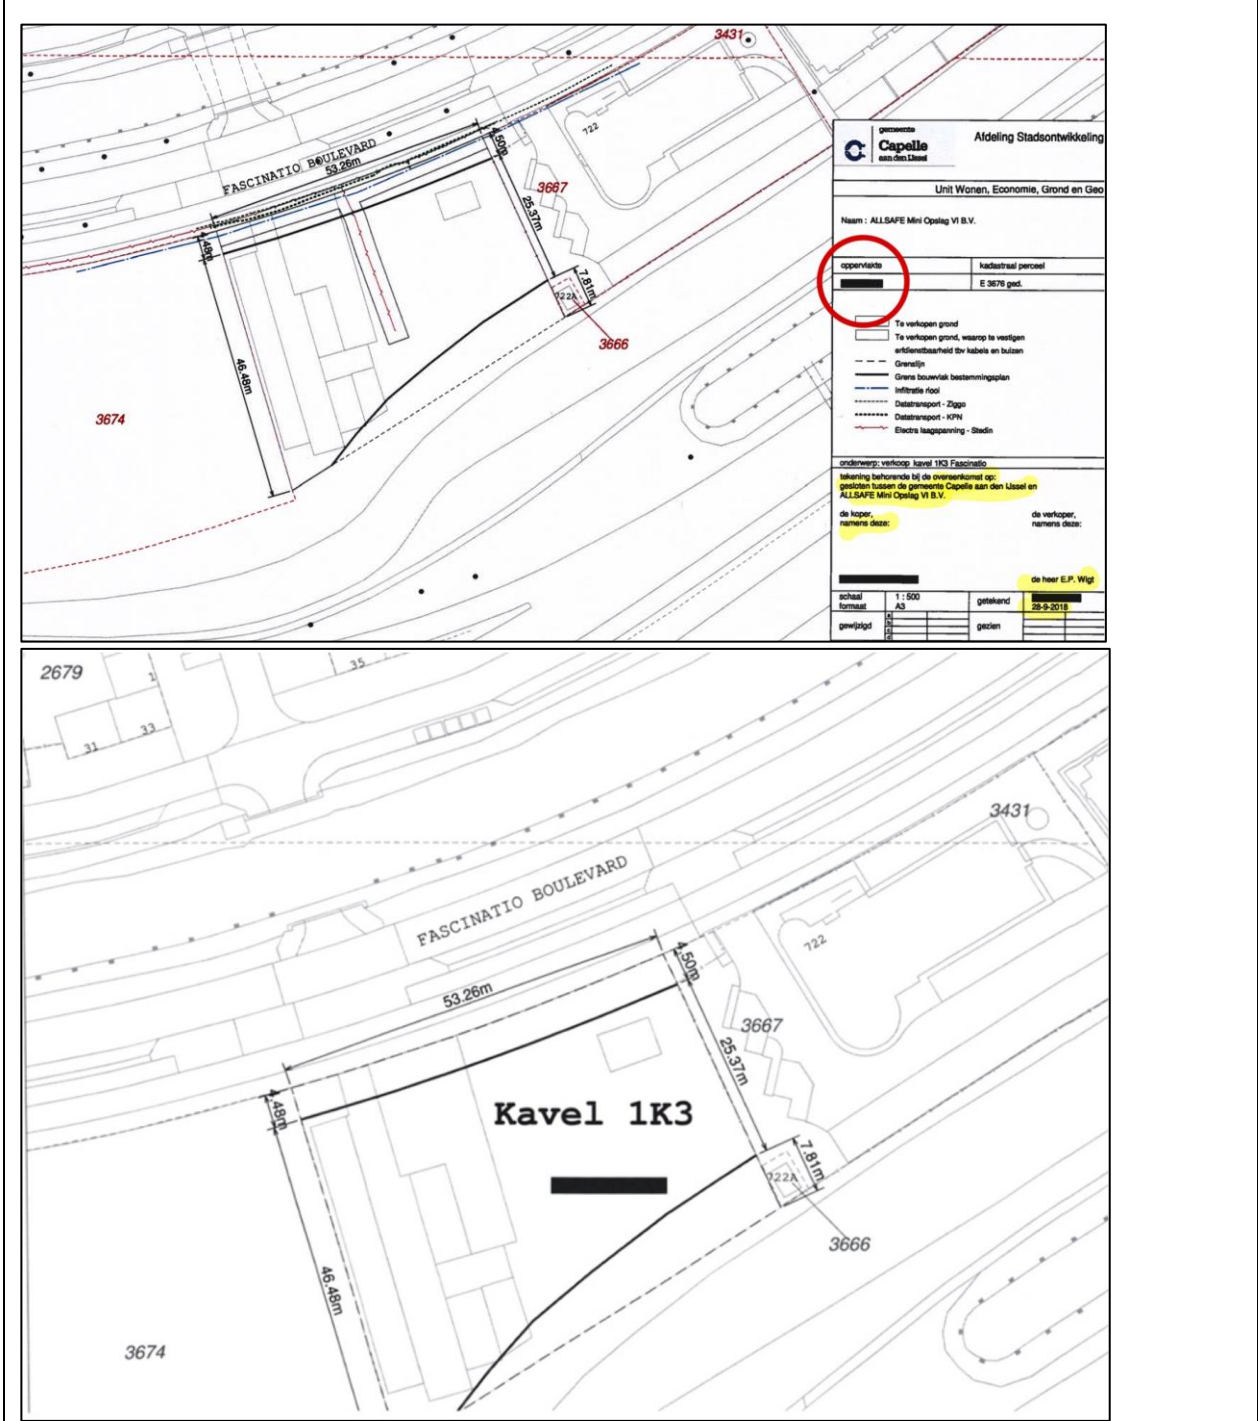 3431
722
FASCINATIO BOULEVARD
53.26m
4.50m
3667
25.37m
4.48m
7.81m
722A
3666
46.48m
3674
gemeente
Capelle
aan den IJssel
Afdeling Stadsontwikkeling
Unit Wonen, Economie, Grond en Geo
Naam : ALLSAFE Mini Opslag VI B.V.
oppervlakte
kadastraal perceel
E 3676 ged.
Te verkopen grond
Te verkopen grond, waarop te vestigen
erfdienstbaarheid tbv kabels en buizen
Grenslijn
Grens bouwvlak bestemmingsplan
Infiltratie riool
Datatransport - Ziggo
Datatransport - KPN
Electra laagspanning - Stedin
onderwerp: verkoop kavel 1K3 Fascinatio
tekening behorende bij de overeenkomst op:
gesloten tussen de gemeente Capelle aan den IJssel en
ALLSAFE Mini Opslag VI B.V.
de koper,
namens deze:
de verkoper,
namens deze:
de heer E.P. Wigt
schaal 1 : 500
formaat A3
getekend
28-9-2018
gewijzigd
a
b
c
d
gezien
2679
1
35
31
33
3431
FASCINATIO BOULEVARD
722
4.50m
53.26m
3667
25.37m
4.48m
Kavel 1K3
7.81m
722A
3666
46.48m
3674